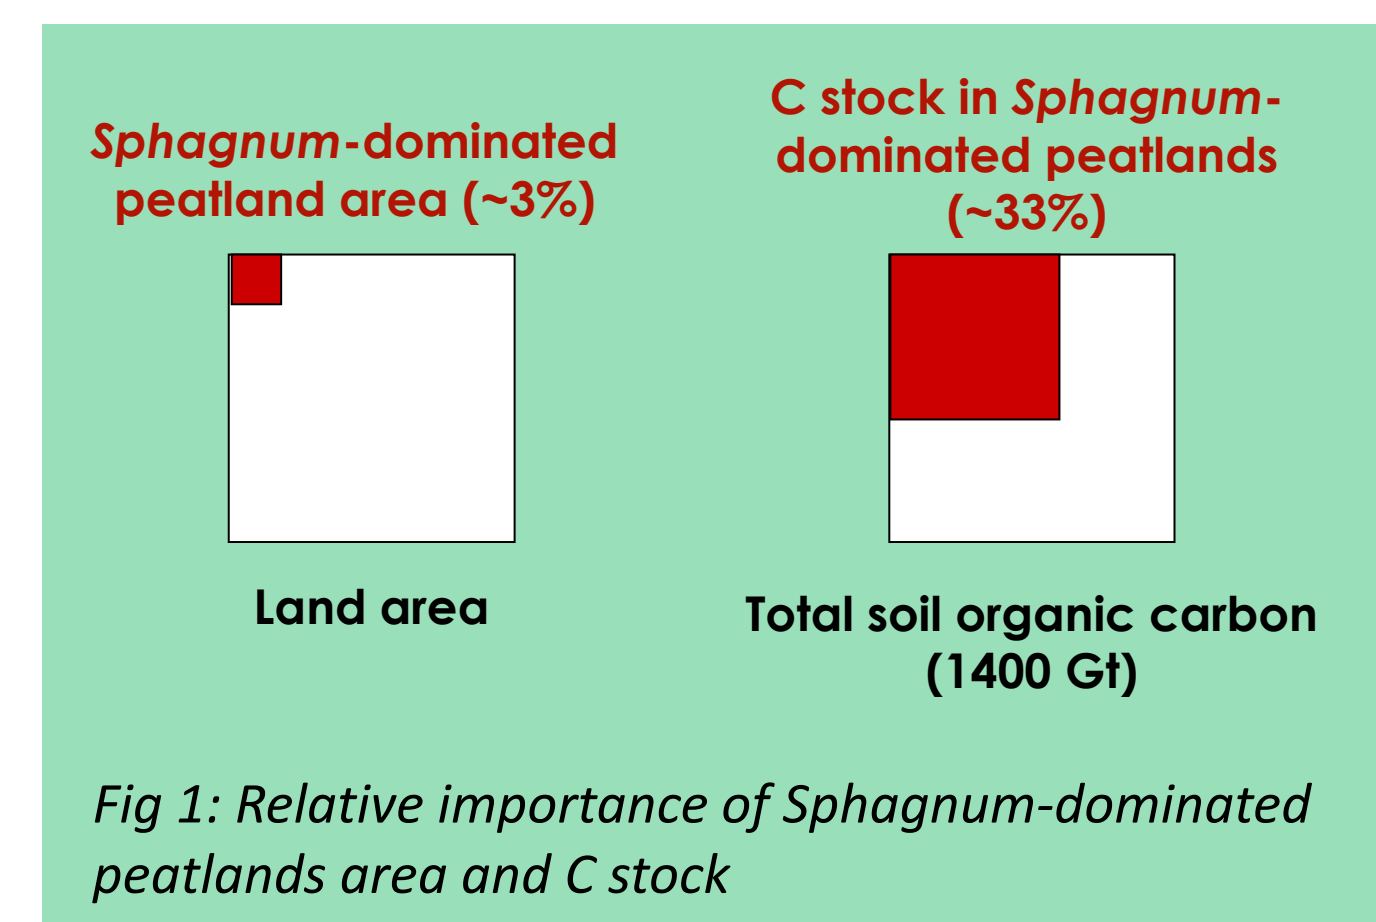 Sphagnum-dominated
peatland area (~3%)
C stock in Sphagnum-
dominated peatlands
(~33%)
Land area
Total soil organic carbon
(1400 Gt)
Fig 1: Relative importance of Sphagnum-dominated
peatlands area and C stock